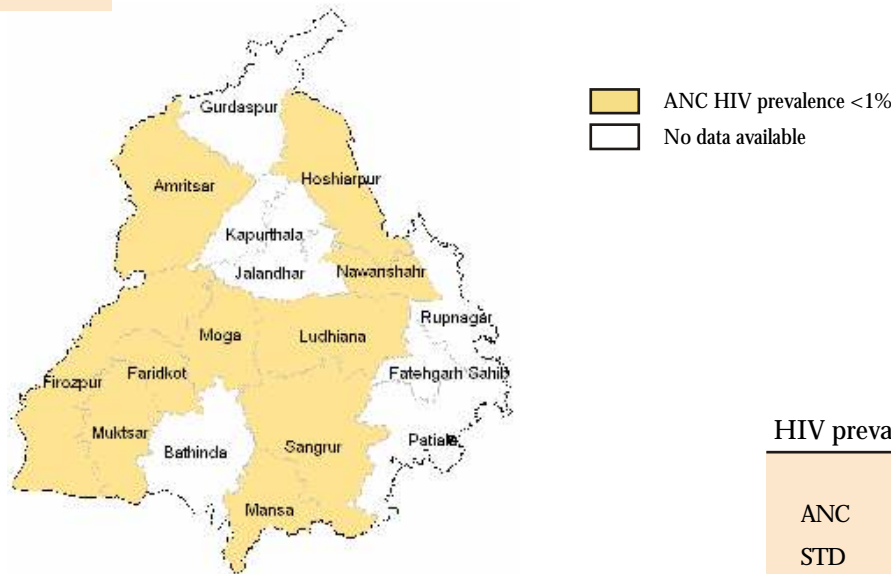 Gurdaspur
ANC HIV prevalence <1%
No data available
Amritsar
Hoshiarpur
Kapurthala
Jalandhar
Nawanshahr
Rupnagar
Moga
Ludhiana
Faridkot
Fatehgarh Sahib
Firozpur
Muktsar
Bathinda
Sangrur
Patiala
Mansa
HIV preva
ANC
STD